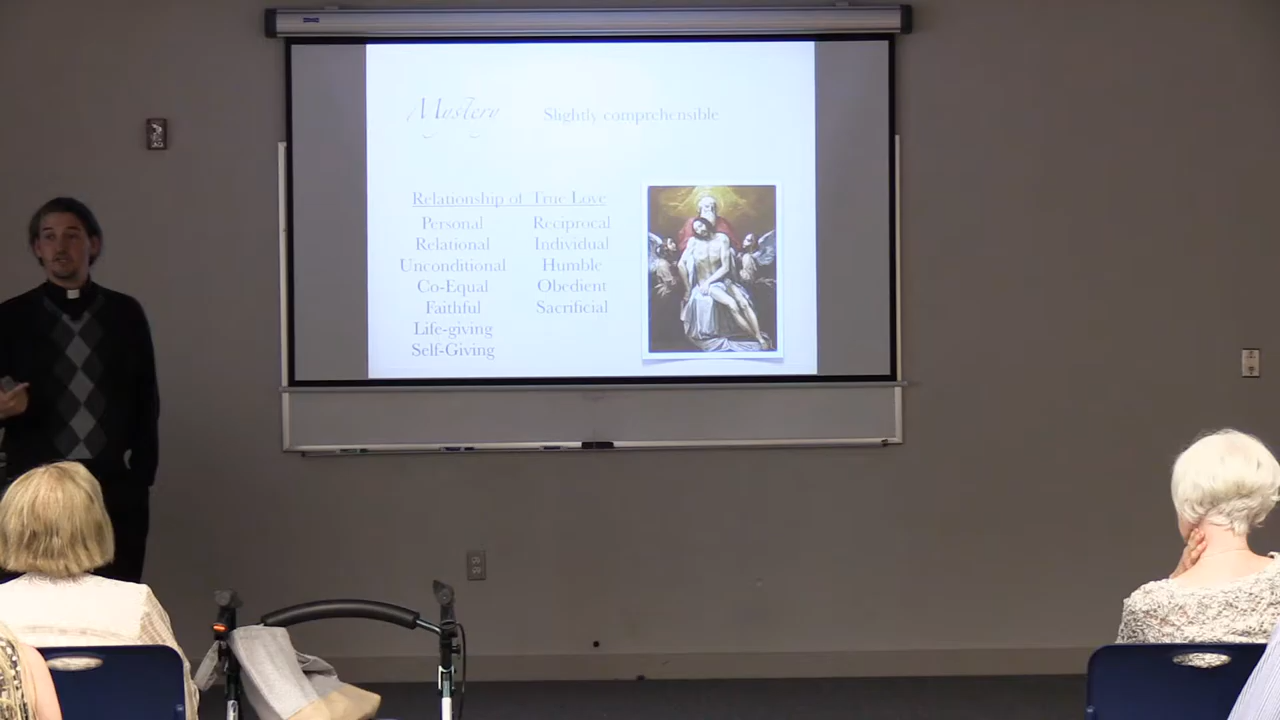 Mystery Slightly comprehensible
Relationship of True Love
Personal Reciprocal
Relational Individual
Unconditional Humble
Co-Equal Obedient
Faithful Sacrificial
Life-giving
Self-Giving